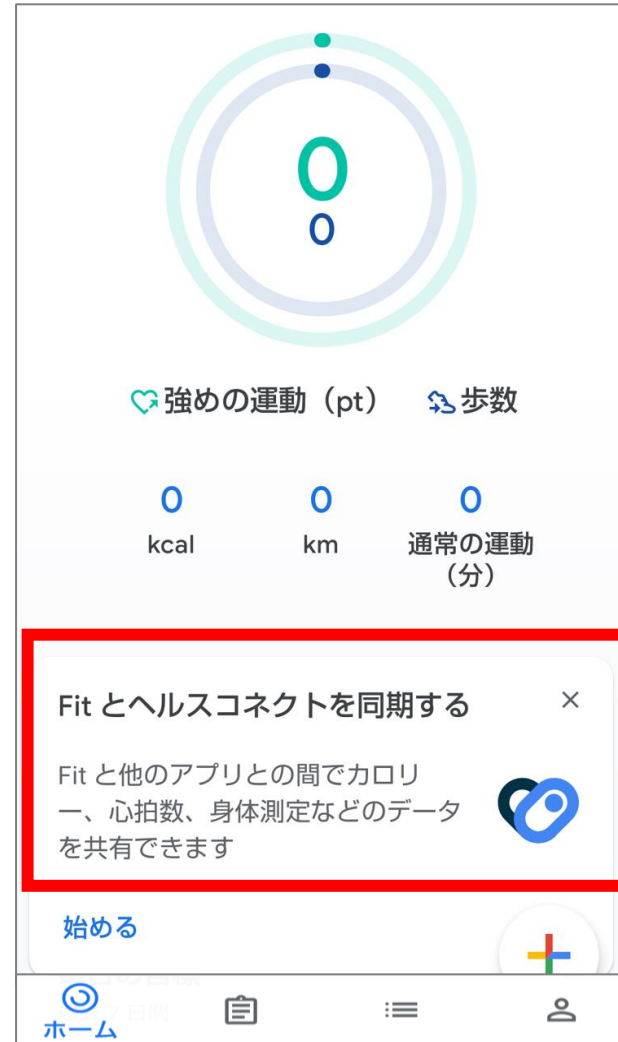 0
0
強めの運動（pt） 歩数
0 0 0
kcal km 通常の運動
（分）
Fit とヘルスコネクトを同期する
Fit と他のアプリとの間でカロリ
ー、心拍数、身体測定などのデータ
を共有できます
始める
ホーム